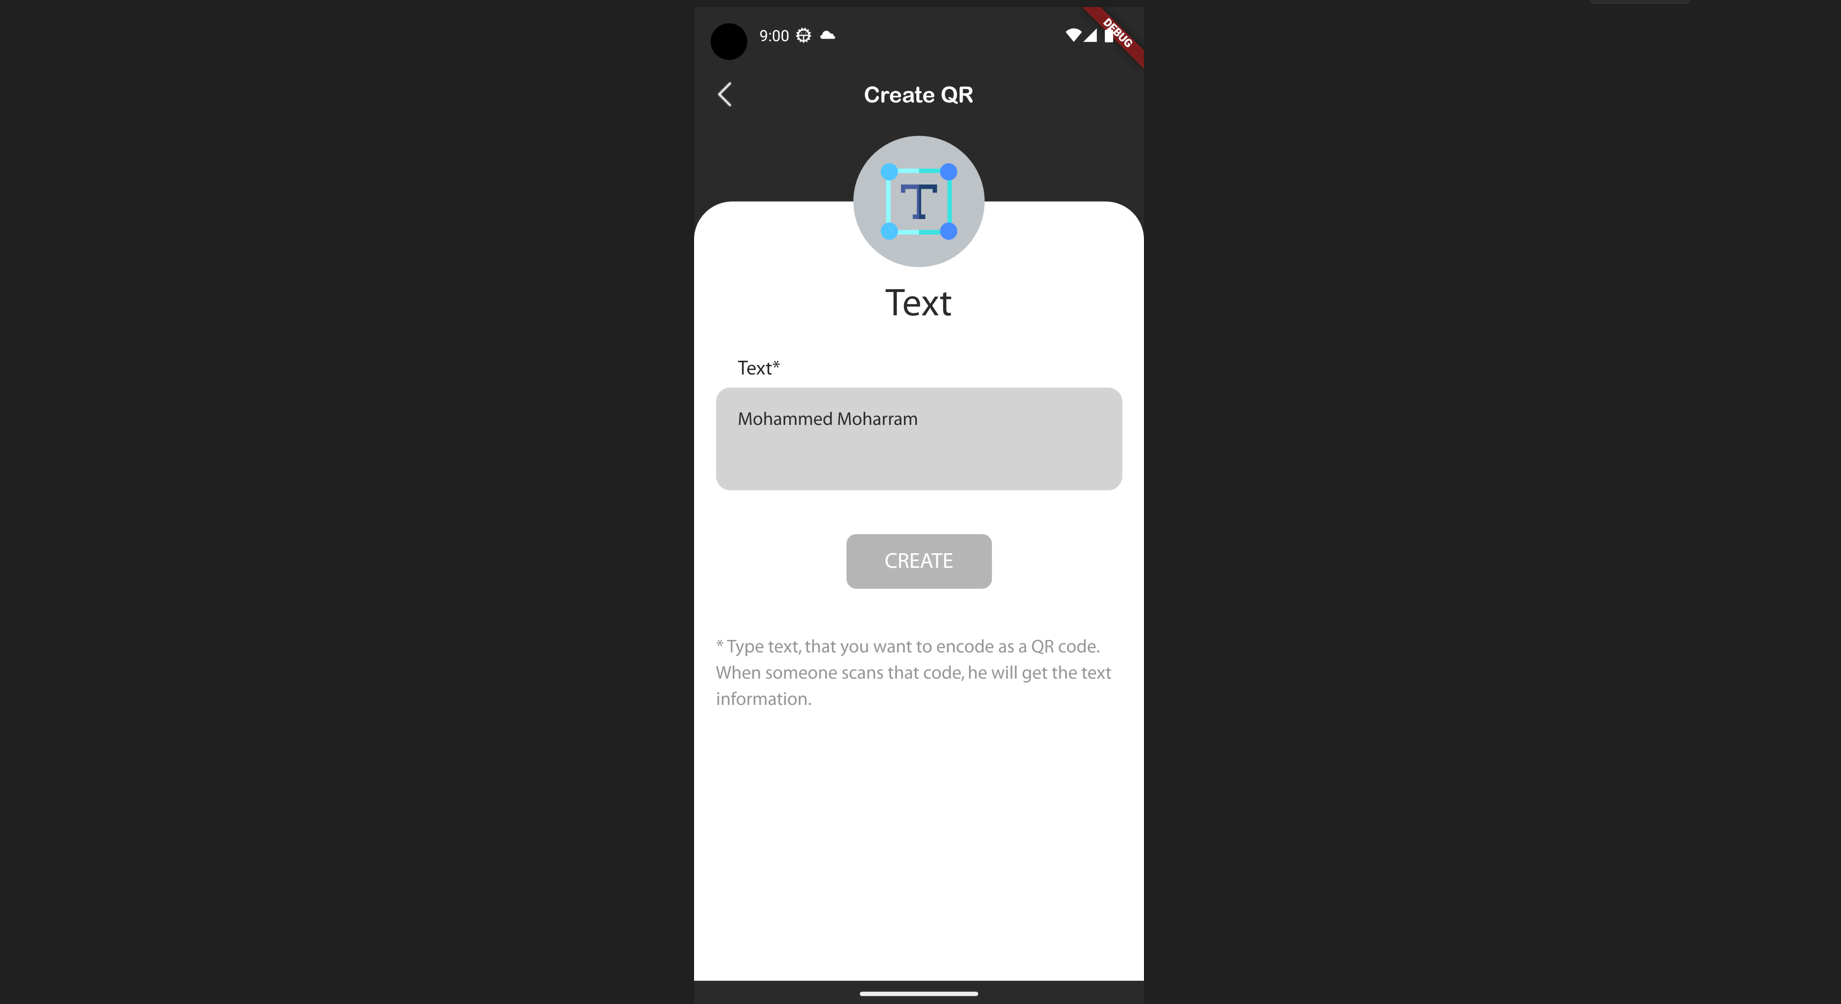 9:00
DEBUG
Create QR
T
Text
Text*
Mohammed Moharram
CREATE
* Type text, that you want to encode as a QR code.
When someone scans that code, he will get the text
information.